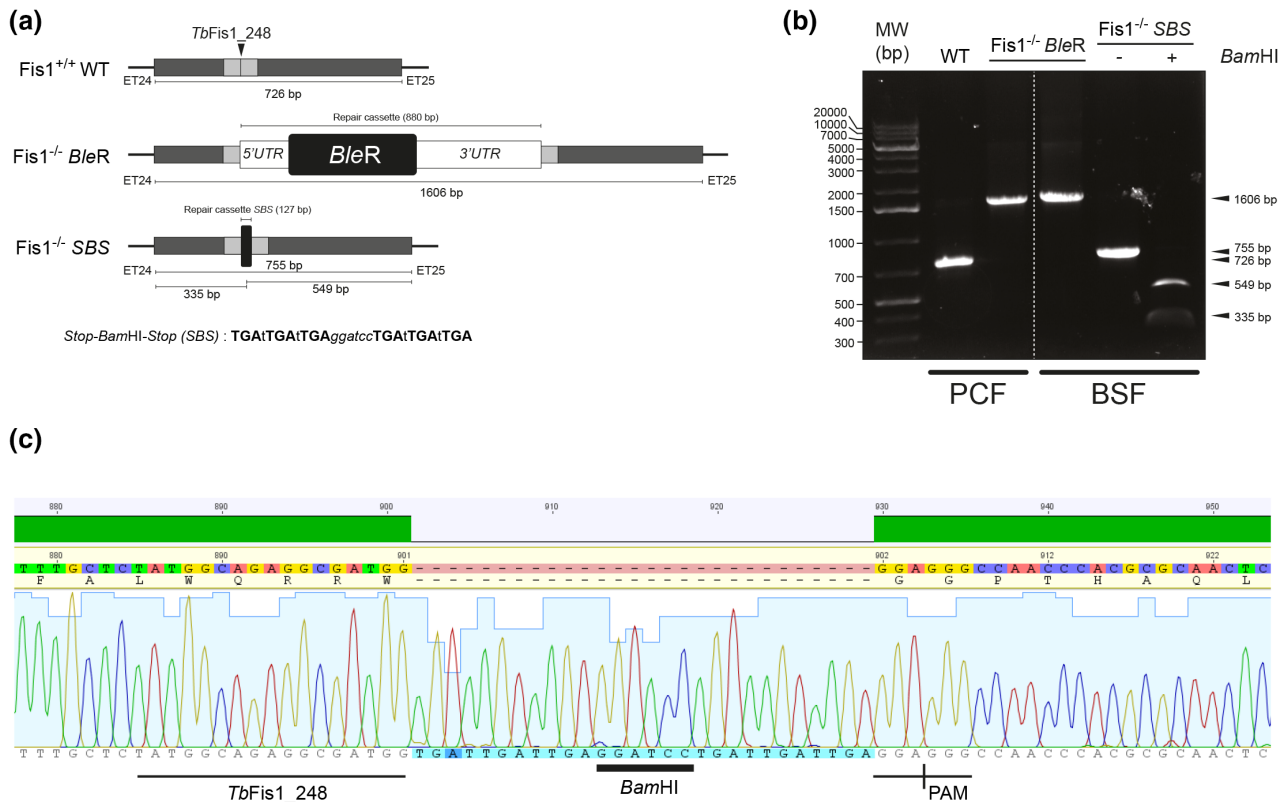 (a)
TbFis1_248
Fis1+/+ WT
ET24
ET25
726 bp
Repair cassette (880 bp)
Fis1-/- BleR
5'UTR
BleR
3'UTR
ET24
ET25
1606 bp
Repair cassette SBS (127 bp)
Fis1-/- SBS
755 bp
ET24
ET25
335 bp
549 bp
Stop-BamHI-Stop (SBS) : TGAtTGAtTGAggatccTGATtGAtTGA
(b)
MW
(bp)
WT
Fis1-/- BleR
Fis1-/- SBS
- +
BamHI
20000
10000
7000
5000
4000
3000
2000
1500
1000
700
500
400
300
1606 bp
755 bp
726 bp
549 bp
335 bp
PCF
BSF
(c)
880 890 900 910 920 930 940 950
880 890 901 902 912 922
T T T G C T C T A T G G C A G A G G C G A T G G - - - - - - - - - - - - - - - - - - - - - - - - - - - - G G A G G G C C A A C C C A C G C G C A A C T C
F A L W Q R R W - - - - - - - - - - - - - - - - - - - - - - - - - - - - G G P T H A Q L
T T T G C T C T A T G G C A G A G G C G A T G G T G A T T G A T T G A G G A T C C T G A T T G A T T G A G G A G G G C C A A C C C A C G C G C A A C T C
TbFis1_248
BamHI
PAM